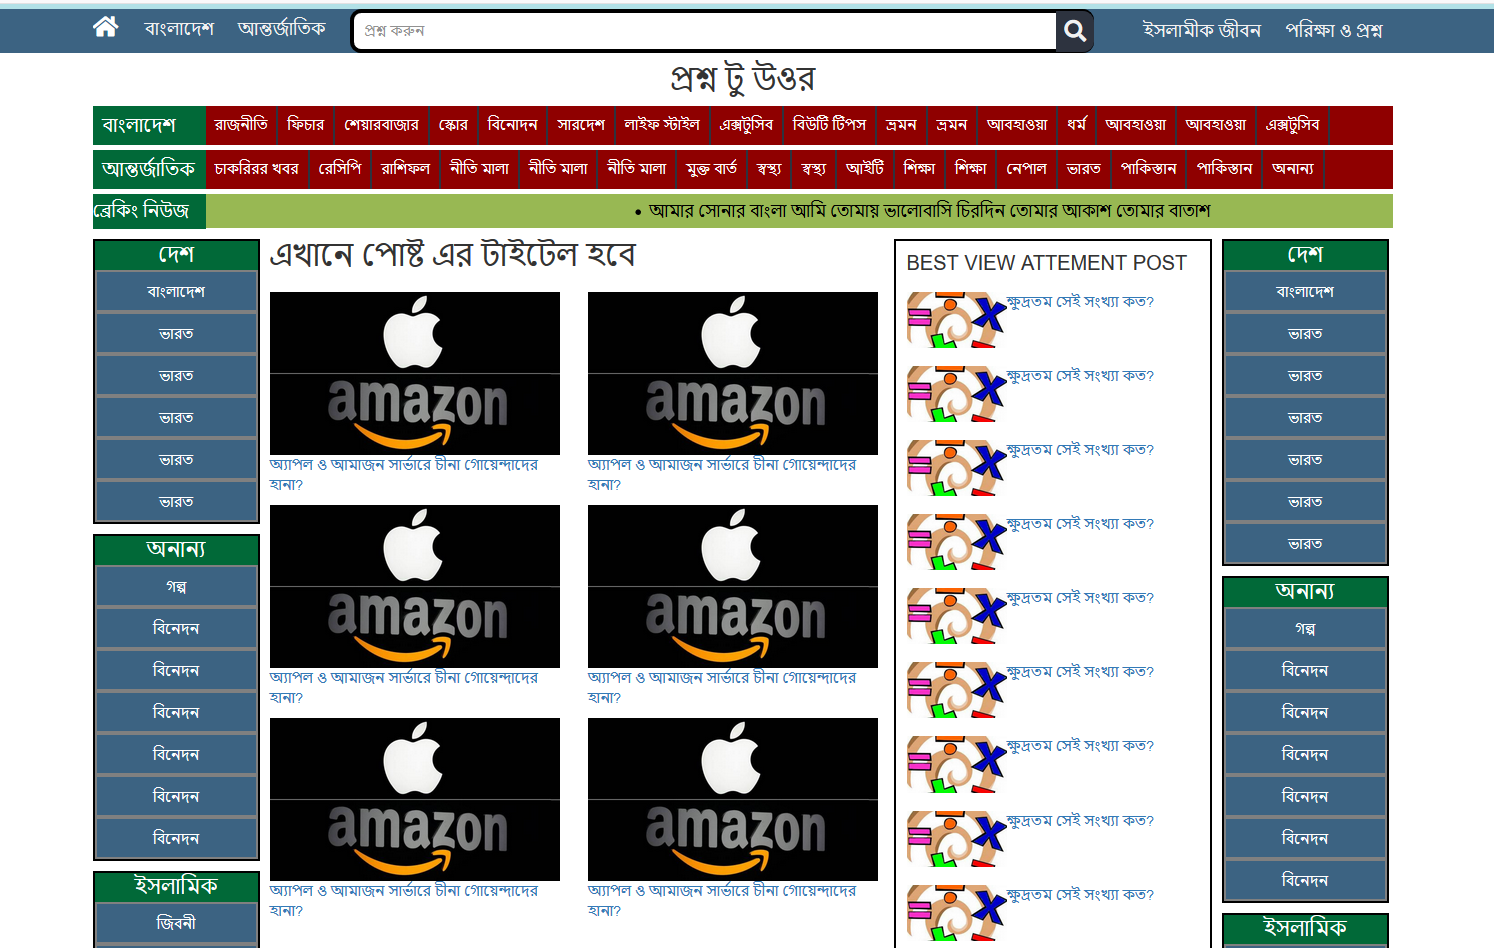 বাংলাদেশ আন্তর্জাতিক প্রশ্ন করুন ইসলামীক জীবন পরিক্ষা ও প্রশ্ন
প্রশ্ন টু উওর
বাংলাদেশ রাজনীতি ফিচার শেয়ারবাজার স্কোর বিনোদন সারদেশ লাইফ স্টাইল এক্সটুসিব বিউটি টিপস ভ্রমন ভ্রমন আবহাওয়া ধর্ম আবহাওয়া আবহাওয়া এক্সটুসিব
আন্তর্জাতিক চাকরিরর খবর রেসিপি রাশিফল নীতি মালা নীতি মালা নীতি মালা মুক্ত বার্ত স্বস্থ্য স্বস্থ্য আইটি শিক্ষা শিক্ষা নেপাল ভারত পাকিস্তান পাকিস্তান অনান্য
ব্রেকিং নিউজ • আমার সোনার বাংলা আমি তোমায় ভালোবাসি চিরদিন তোমার আকাশ তোমার বাতাশ
দেশ
বাংলাদেশ
ভারত
ভারত
ভারত
ভারত
ভারত
অনান্য
গল্প
বিনেদন
বিনেদন
বিনেদন
বিনেদন
বিনেদন
বিনেদন
ইসলামিক
জিবনী
এখানে পোষ্ট এর টাইটেল হবে
amazon
অ্যাপল ও আমাজন সার্ভারে চীনা গোয়েন্দাদের
হানা?
amazon
অ্যাপল ও আমাজন সার্ভারে চীনা গোয়েন্দাদের
হানা?
amazon
অ্যাপল ও আমাজন সার্ভারে চীনা গোয়েন্দাদের
হানা?
amazon
অ্যাপল ও আমাজন সার্ভারে চীনা গোয়েন্দাদের
হানা?
amazon
অ্যাপল ও আমাজন সার্ভারে চীনা গোয়েন্দাদের
হানা?
amazon
অ্যাপল ও আমাজন সার্ভারে চীনা গোয়েন্দাদের
হানা?
BEST VIEW ATTEMENT POST
ক্ষুদ্রতম সেই সংখ্যা কত?
ক্ষুদ্রতম সেই সংখ্যা কত?
ক্ষুদ্রতম সেই সংখ্যা কত?
ক্ষুদ্রতম সেই সংখ্যা কত?
ক্ষুদ্রতম সেই সংখ্যা কত?
ক্ষুদ্রতম সেই সংখ্যা কত?
ক্ষুদ্রতম সেই সংখ্যা কত?
ক্ষুদ্রতম সেই সংখ্যা কত?
ক্ষুদ্রতম সেই সংখ্যা কত?
দেশ
বাংলাদেশ
ভারত
ভারত
ভারত
ভারত
ভারত
ভারত
অনান্য
গল্প
বিনেদন
বিনেদন
বিনেদন
বিনেদন
বিনেদন
বিনেদন
ইসলামিক